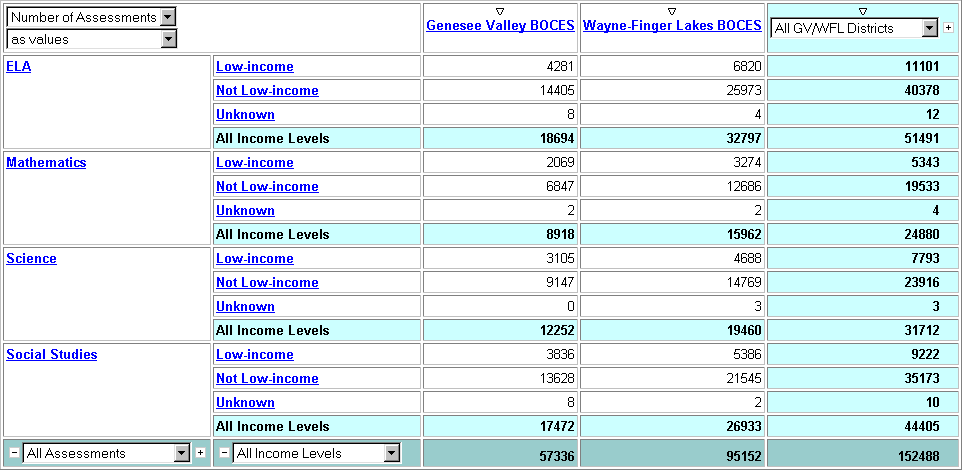 Number of Assessments
as values
Genesee Valley BOCES Wayne-Finger Lakes BOCES All GV/WFL Districts
ELA Low-income 4281 6820 11101
Not Low-income 14405 25973 40378
Unknown 8 4 12
All Income Levels 18694 32797 51491
Mathematics Low-income 2069 3274 5343
Not Low-income 6847 12686 19533
Unknown 2 2 4
All Income Levels 8918 15962 24880
Science Low-income 3105 4688 7793
Not Low-income 9147 14769 23916
Unknown 0 3 3
All Income Levels 12252 19460 31712
Social Studies Low-income 3836 5386 9222
Not Low-income 13628 21545 35173
Unknown 8 2 10
All Income Levels 17472 26933 44405
All Assessments All Income Levels 57336 95152 152488